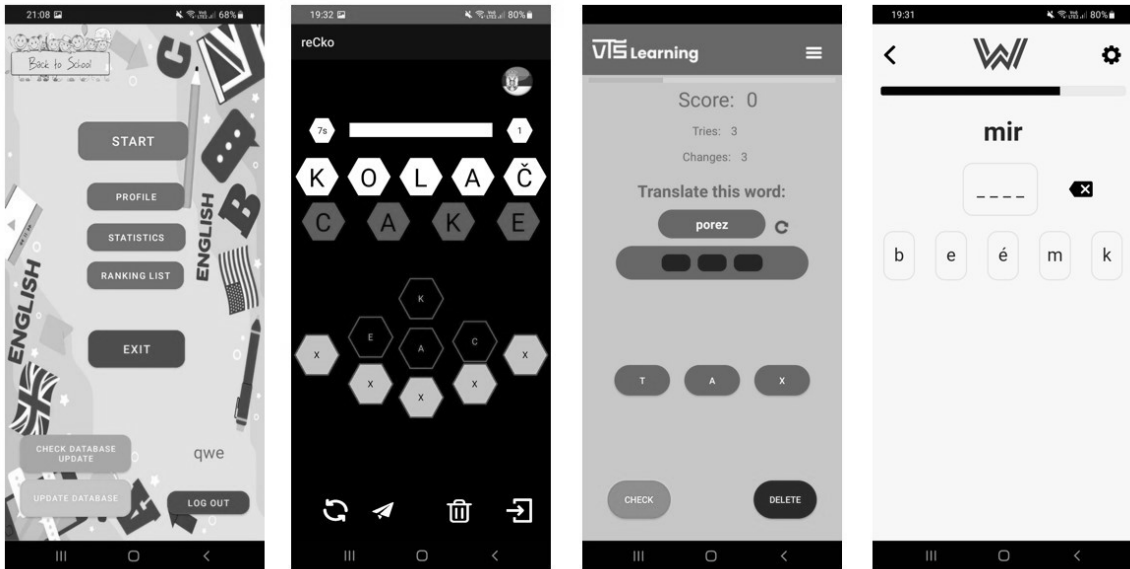 21:08 68%
Back to School
START
PROFILE
STATISTICS
RANKING LIST
EXIT
ENGLISH
ENGLISH
C
B
CHECK DATABASE
UPDATE
qwe
UPDATE DATABASE
LOG OUT
19:32 80%
reCko
7s 1
K O L A Č
C A K E
K
E A C
X X
X X X
VTŠ Learning
Score: 0
Tries: 3
Changes: 3
Translate this word:
porez
T A X
CHECK DELETE
19:31 80%
W
mir
_ _ _ _
b e é m k